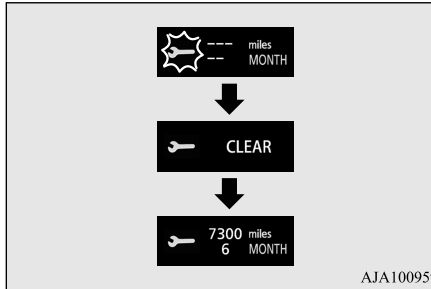 --- miles
-- MONTH
CLEAR
7300 miles
6 MONTH
AJA10095